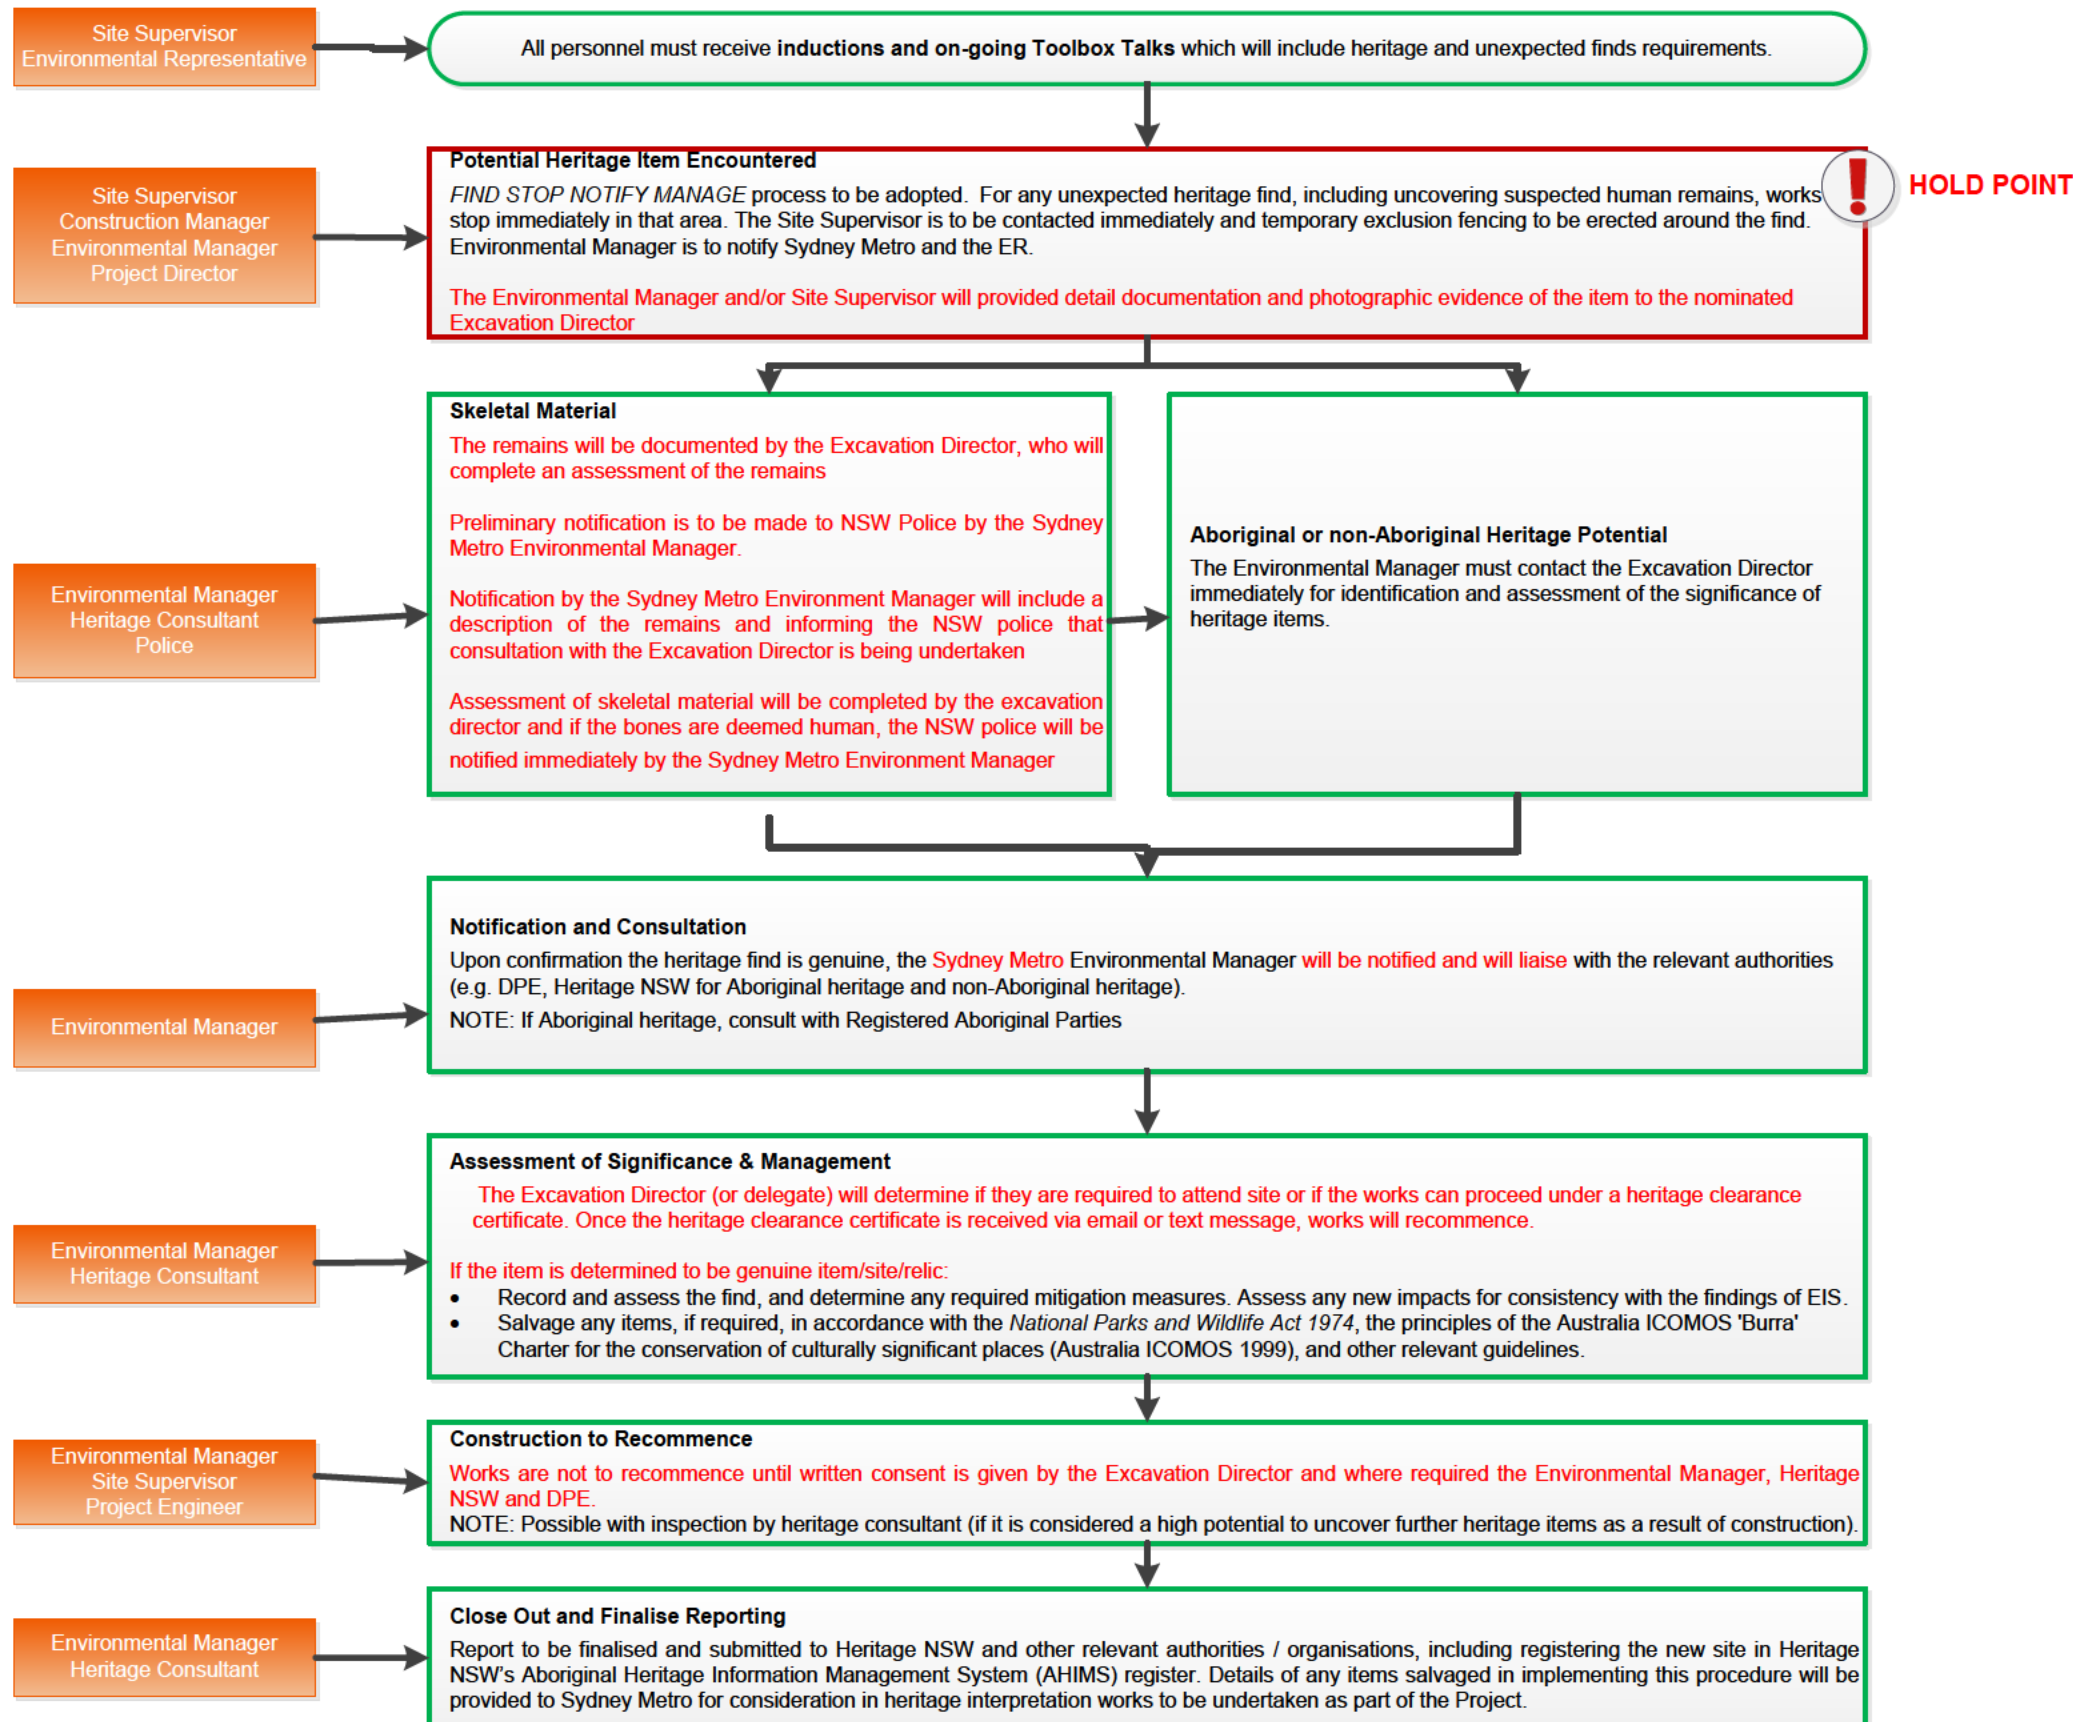 Site Supervisor
Environmental Representative
All personnel must receive inductions and on-going Toolbox Talks which will include heritage and unexpected finds requirements.
Site Supervisor
Construction Manager
Environmental Manager
Project Director
Potential Heritage Item Encountered
FIND STOP NOTIFY MANAGE process to be adopted. For any unexpected heritage find, including uncovering suspected human remains, works
stop immediately in that area. The Site Supervisor is to be contacted immediately and temporary exclusion fencing to be erected around the find.
Environmental Manager is to notify Sydney Metro and the ER.
The Environmental Manager and/or Site Supervisor will provided detail documentation and photographic evidence of the item to the nominated
Excavation Director
!
HOLD POINT
Environmental Manager
Heritage Consultant
Police
Skeletal Material
The remains will be documented by the Excavation Director, who will
complete an assessment of the remains
Preliminary notification is to be made to NSW Police by the Sydney
Metro Environmental Manager.
Notification by the Sydney Metro Environment Manager will include a
description of the remains and informing the NSW police that
consultation with the Excavation Director is being undertaken
Assessment of skeletal material will be completed by the excavation
director and if the bones are deemed human, the NSW police will be
notified immediately by the Sydney Metro Environment Manager
Aboriginal or non-Aboriginal Heritage Potential
The Environmental Manager must contact the Excavation Director
immediately for identification and assessment of the significance of
heritage items.
Environmental Manager
Notification and Consultation
Upon confirmation the heritage find is genuine, the Sydney Metro Environmental Manager will be notified and will liaise with the relevant authorities
(e.g. DPE, Heritage NSW for Aboriginal heritage and non-Aboriginal heritage).
NOTE: If Aboriginal heritage, consult with Registered Aboriginal Parties
Environmental Manager
Heritage Consultant
Assessment of Significance & Management
The Excavation Director (or delegate) will determine if they are required to attend site or if the works can proceed under a heritage clearance
certificate. Once the heritage clearance certificate is received via email or text message, works will recommence.
If the item is determined to be genuine item/site/relic:
• Record and assess the find, and determine any required mitigation measures. Assess any new impacts for consistency with the findings of EIS.
• Salvage any items, if required, in accordance with the National Parks and Wildlife Act 1974, the principles of the Australia ICOMOS 'Burra'
Charter for the conservation of culturally significant places (Australia ICOMOS 1999), and other relevant guidelines.
Environmental Manager
Site Supervisor
Project Engineer
Construction to Recommence
Works are not to recommence until written consent is given by the Excavation Director and where required the Environmental Manager, Heritage
NSW and DPE.
NOTE: Possible with inspection by heritage consultant (if it is considered a high potential to uncover further heritage items as a result of construction).
Environmental Manager
Heritage Consultant
Close Out and Finalise Reporting
Report to be finalised and submitted to Heritage NSW and other relevant authorities / organisations, including registering the new site in Heritage
NSW's Aboriginal Heritage Information Management System (AHIMS) register. Details of any items salvaged in implementing this procedure will be
provided to Sydney Metro for consideration in heritage interpretation works to be undertaken as part of the Project.